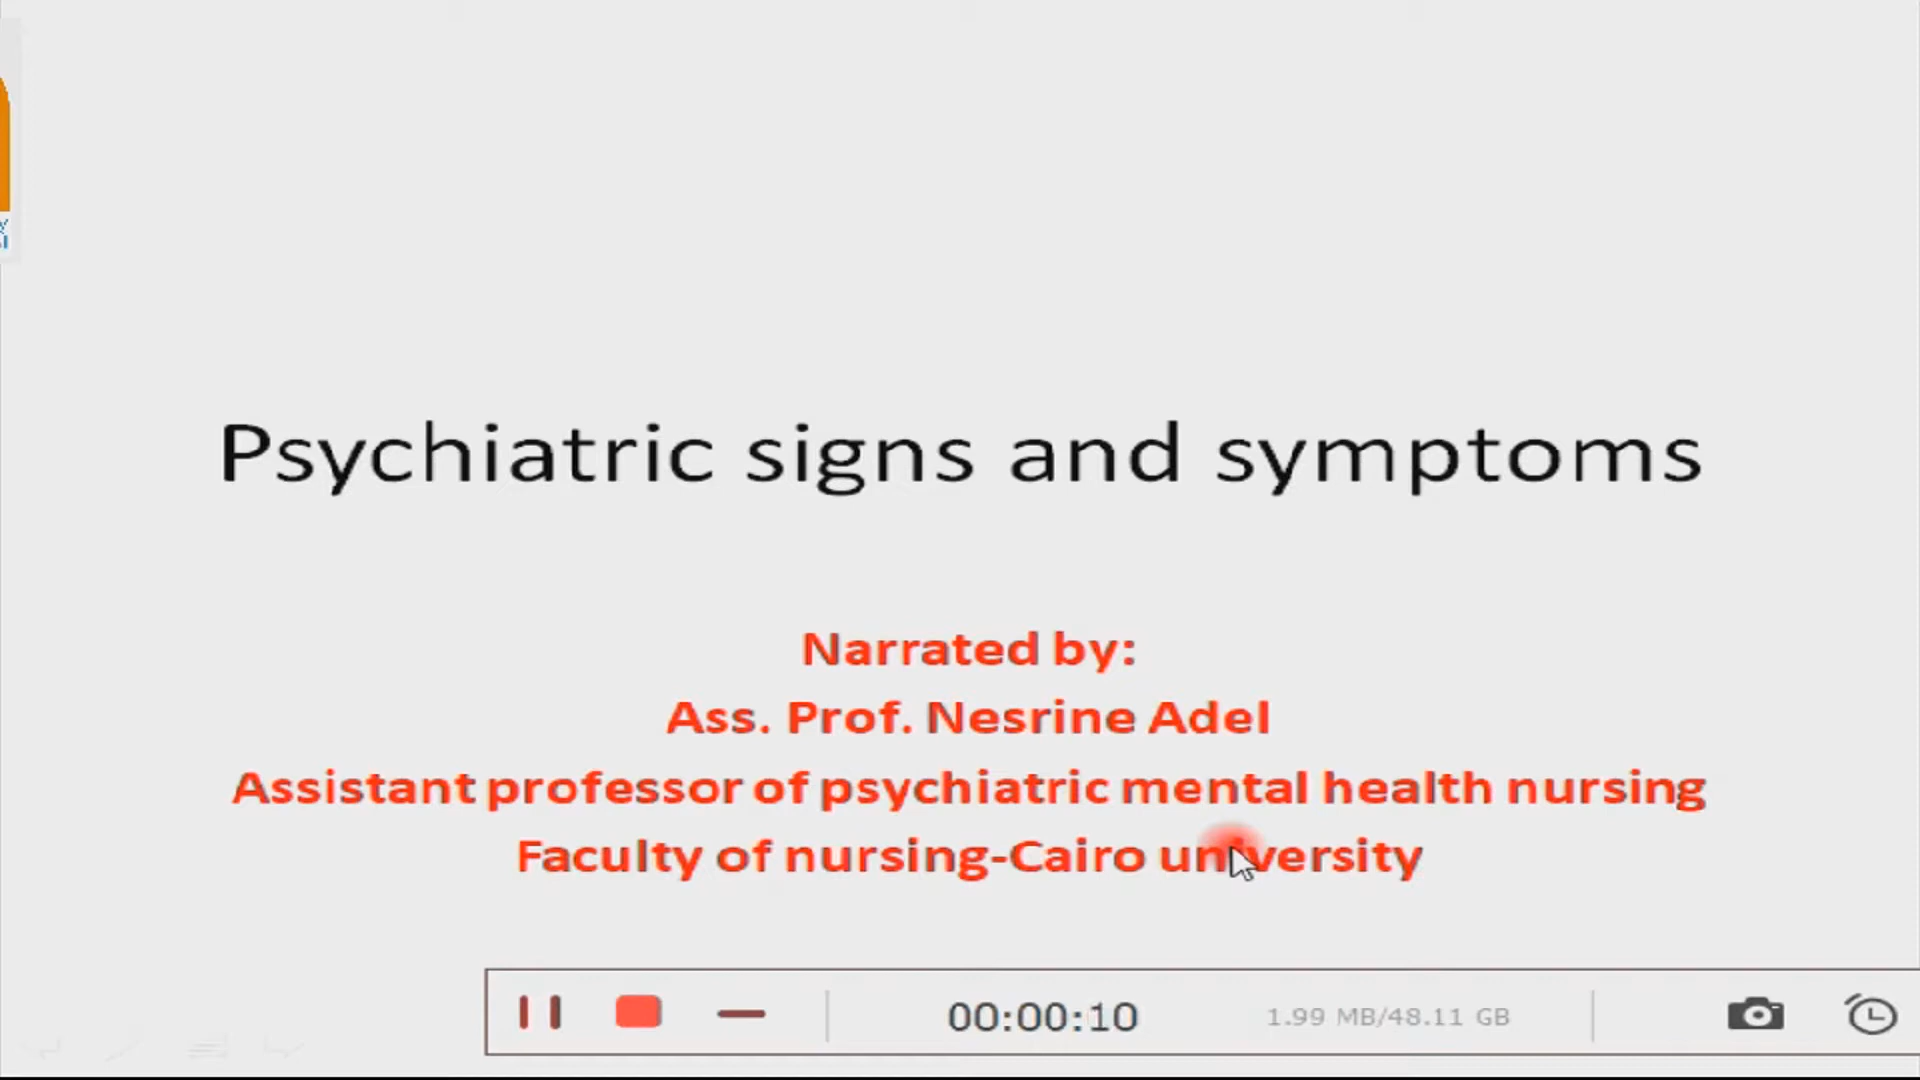 Psychiatric signs and symptoms
Narrated by:
Ass. Prof. Nesrine Adel
Assistant professor of psychiatric mental health nursing
Faculty of nursing-Cairo university
00:00:10
1.99 MB/48.11 GB